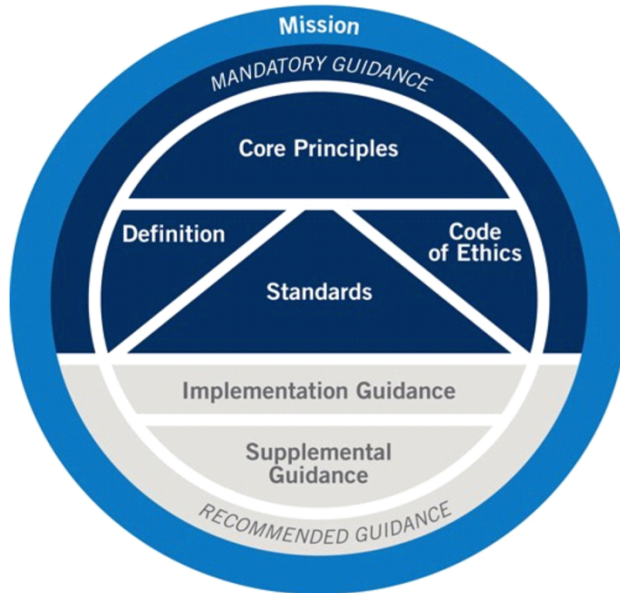 Mission
MANDATORY GUIDANCE
Core Principles
Definition
Code
of Ethics
Standards
Implementation Guidance
Supplemental
Guidance
RECOMMENDED GUIDANCE